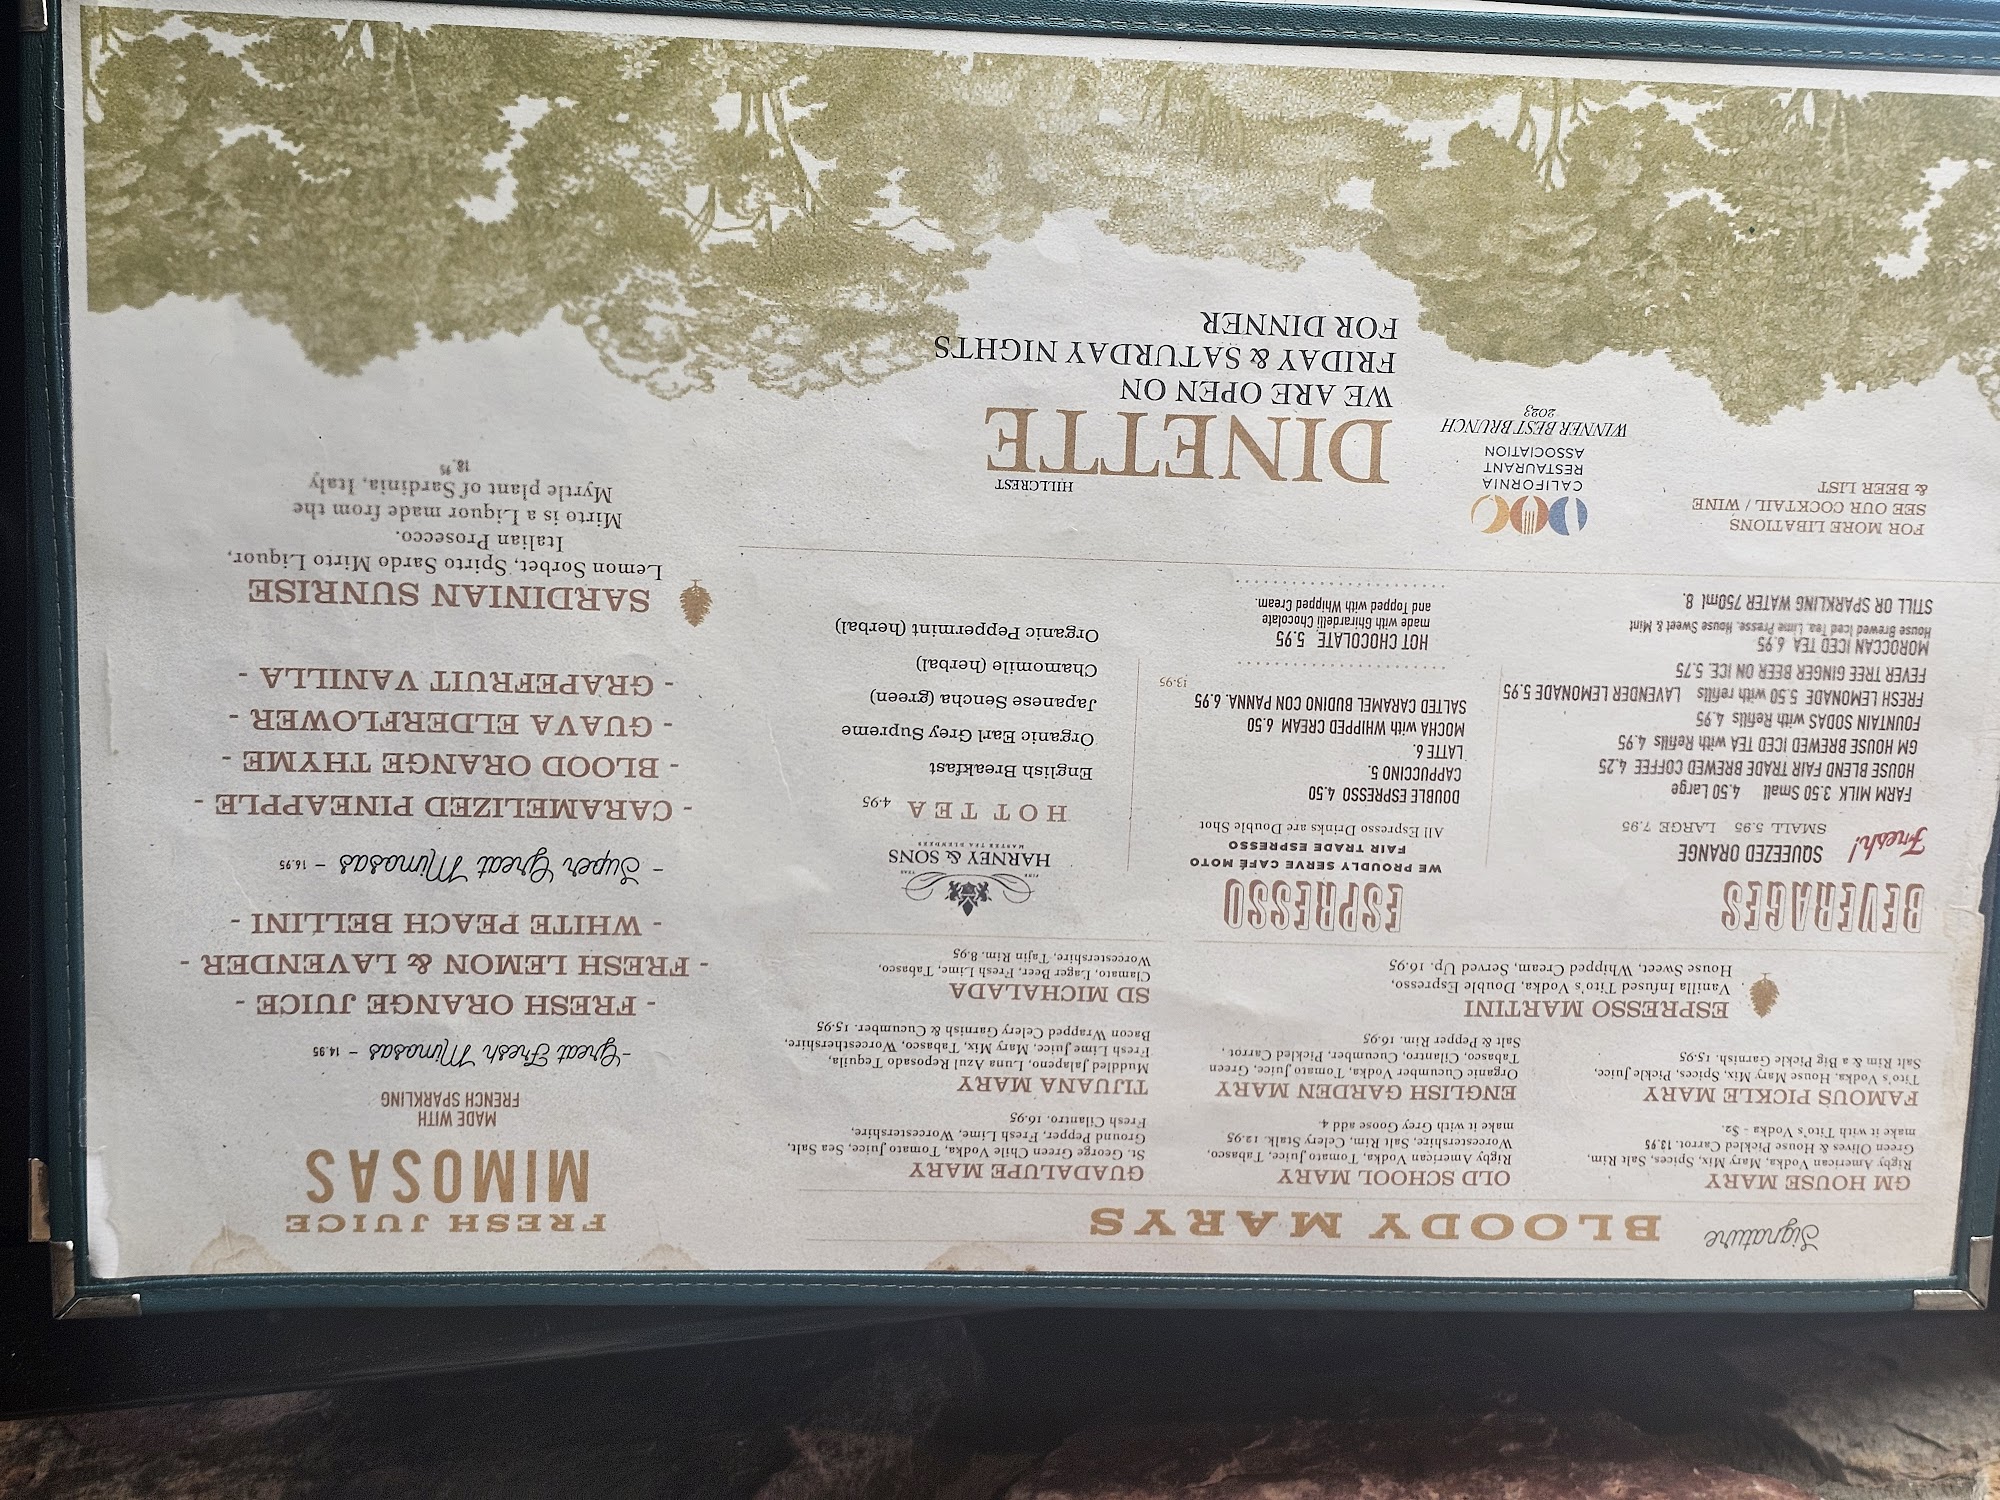 Signature BLOODY MARYS
GM HOUSE MARY
Rigby American Vodka, Mary Mix, Spices, Salt Rim,
Green Olives & House Pickled Carrot. 13.95
make it with Tito's Vodka - $2.
OLD SCHOOL MARY
Rigby American Vodka, Tomato Juice, Tabasco,
Worcestershire, Salt Rim, Celery Stalk. 12.95
make it with Grey Goose add 4.
GUADALUPE MARY
St. George Green Chile Vodka, Tomato Juice, Sea Salt,
Ground Pepper, Fresh Lime, Worcestershire,
Fresh Cilantro. 16.95
FAMOUS PICKLE MARY
Tito's Vodka, House Mary Mix, Spices, Pickle Juice,
Salt Rim & a Big Pickle Garnish. 15.95
ENGLISH GARDEN MARY
Organic Cucumber Vodka, Tomato Juice, Green
Tabasco, Cilantro, Cucumber, Pickled Carrot,
Salt & Pepper Rim. 16.95
TIJUANA MARY
Muddled Jalapeno, Luna Azul Reposado Tequila,
Fresh Lime Juice, Mary Mix, Tabasco, Worcesthershire,
Bacon Wrapped Celery Garnish & Cucumber. 15.95
ESPRESSO MARTINI
Vanilla Infused Tito's Vodka, Double Espresso,
House Sweet, Whipped Cream, Served Up. 16.95
SD MICHALADA
Clamato, Lager Beer, Fresh Lime, Tabasco,
Worcestershire, Tajin Rim. 8.95
BEVERAGES
Fresh! SQUEEZED ORANGE
SMALL 5.95 LARGE 7.95
FARM MILK 3.50 Small 4.50 Large
HOUSE BLEND FAIR TRADE BREWED COFFEE 4.25
GM HOUSE BREWED ICED TEA with Refills 4.95
FOUNTAIN SODAS with Refills 4.95
FRESH LEMONADE 5.50 with refills LAVENDER LEMONADE 5.95
FEVER TREE GINGER BEER ON ICE. 5.75
MOROCCAN ICED TEA 6.95
House Brewed Iced Tea, Lime Presse, House Sweet & Mint
STILL OR SPARKLING WATER 750ml 8.
ESPRESSO
WE PROUDLY SERVE CAFÉ MOTO
FAIR TRADE ESPRESSO
All Espresso Drinks are Double Shot
DOUBLE ESPRESSO 4.50
CAPPUCCINO 5.
LATTE 6.
MOCHA with WHIPPED CREAM 6.50
SALTED CARAMEL BUDINO CON PANNA. 6.95
13.95
HOT CHOCOLATE 5.95
made with Ghirardelli Chocolate
and Topped with Whipped Cream.
FINE TEAS
HARNEY & SONS
MASTER TEA BLENDERS
HOT TEA 4.95
English Breakfast
Organic Earl Grey Supreme
Japanese Sencha (green)
Chamomile (herbal)
Organic Peppermint (herbal)
FOR MORE LIBATIONS
SEE OUR COCKTAIL / WINE
& BEER LIST
CALIFORNIA
RESTAURANT
ASSOCIATION
WINNER BEST BRUNCH
2023
HILLCREST
DINETTE
WE ARE OPEN ON
FRIDAY & SATURDAY NIGHTS
FOR DINNER
FRESH JUICE
MIMOSAS
MADE WITH
FRENCH SPARKLING
-Great Fresh Mimosas - 14.95
- FRESH ORANGE JUICE -
- FRESH LEMON & LAVENDER -
- WHITE PEACH BELLINI -
- Super Great Mimosas - 16.95
- CARAMELIZED PINEAPPLE -
- BLOOD ORANGE THYME -
- GUAVA ELDERFLOWER -
- GRAPEFRUIT VANILLA -
SARDINIAN SUNRISE
Lemon Sorbet, Spirto Sardo Mirto Liquor,
Italian Prosecco.
Mirto is a Liquor made from the
Myrtle plant of Sardinia, Italy
18.95